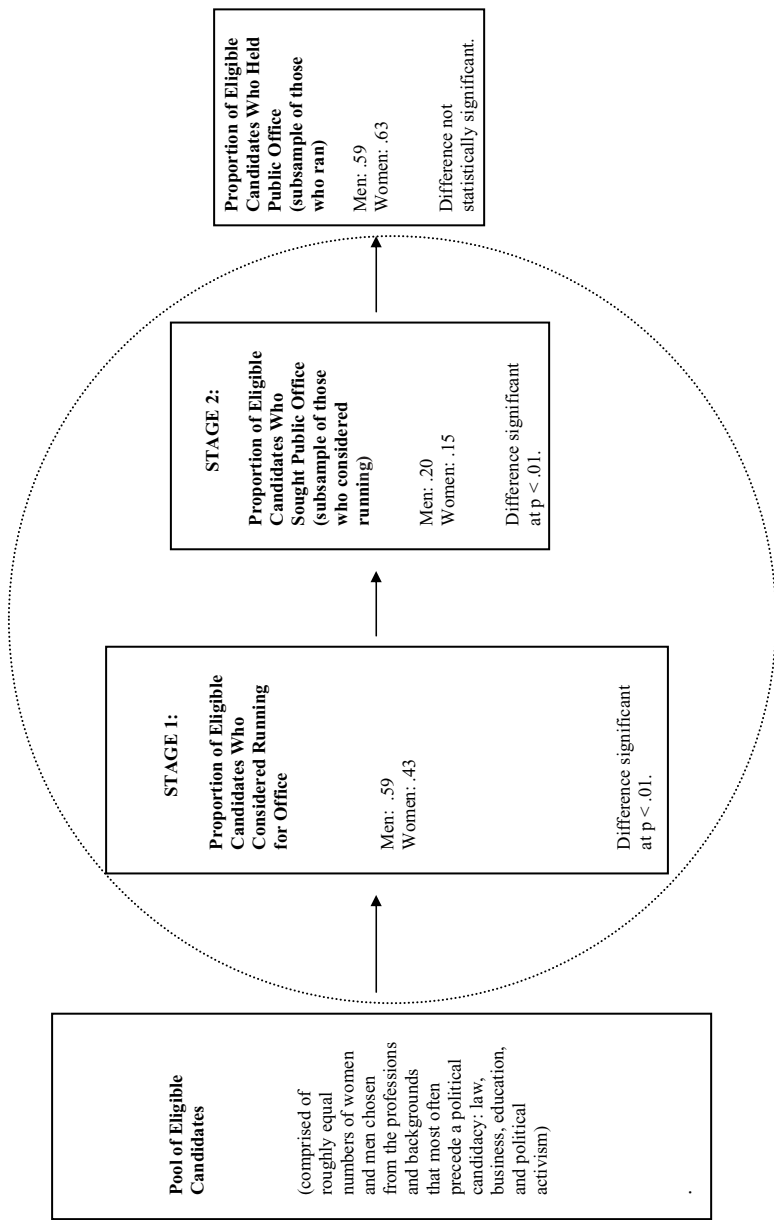 Pool of Eligible
Candidates
(comprised of
roughly equal
numbers of women
and men chosen
from the professions
and backgrounds
that most often
precede a political
candidacy: law,
business, education,
and political
activism)
.
STAGE 1:
Proportion of Eligible
Candidates Who
Considered Running
for Office
Men: .59
Women: .43
Difference significant
at p < .01.
STAGE 2:
Proportion of Eligible
Candidates Who
Sought Public Office
(subsample of those
who considered
running)
Men: .20
Women: .15
Difference significant
at p < .01.
Proportion of Eligible
Candidates Who Held
Public Office
(subsample of those
who ran)
Men: .59
Women: .63
Difference not
statistically significant.